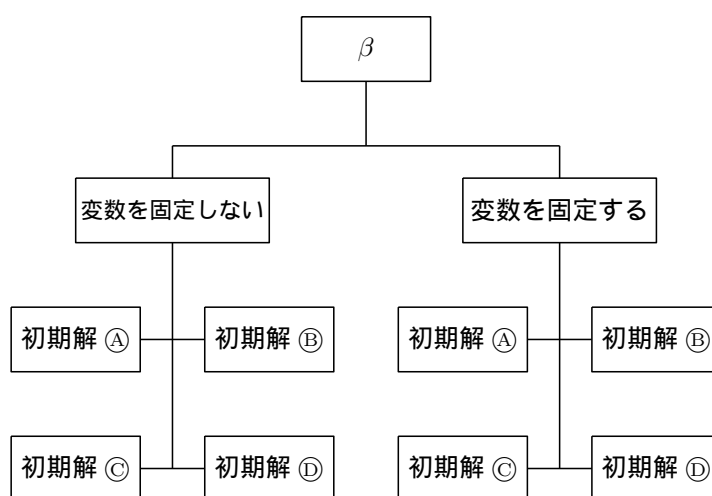 β
変数を固定しない
変数を固定する
初期解 Ⓐ
初期解 Ⓑ
初期解 Ⓐ
初期解 Ⓑ
初期解 Ⓒ
初期解 Ⓓ
初期解 Ⓒ
初期解 Ⓓ